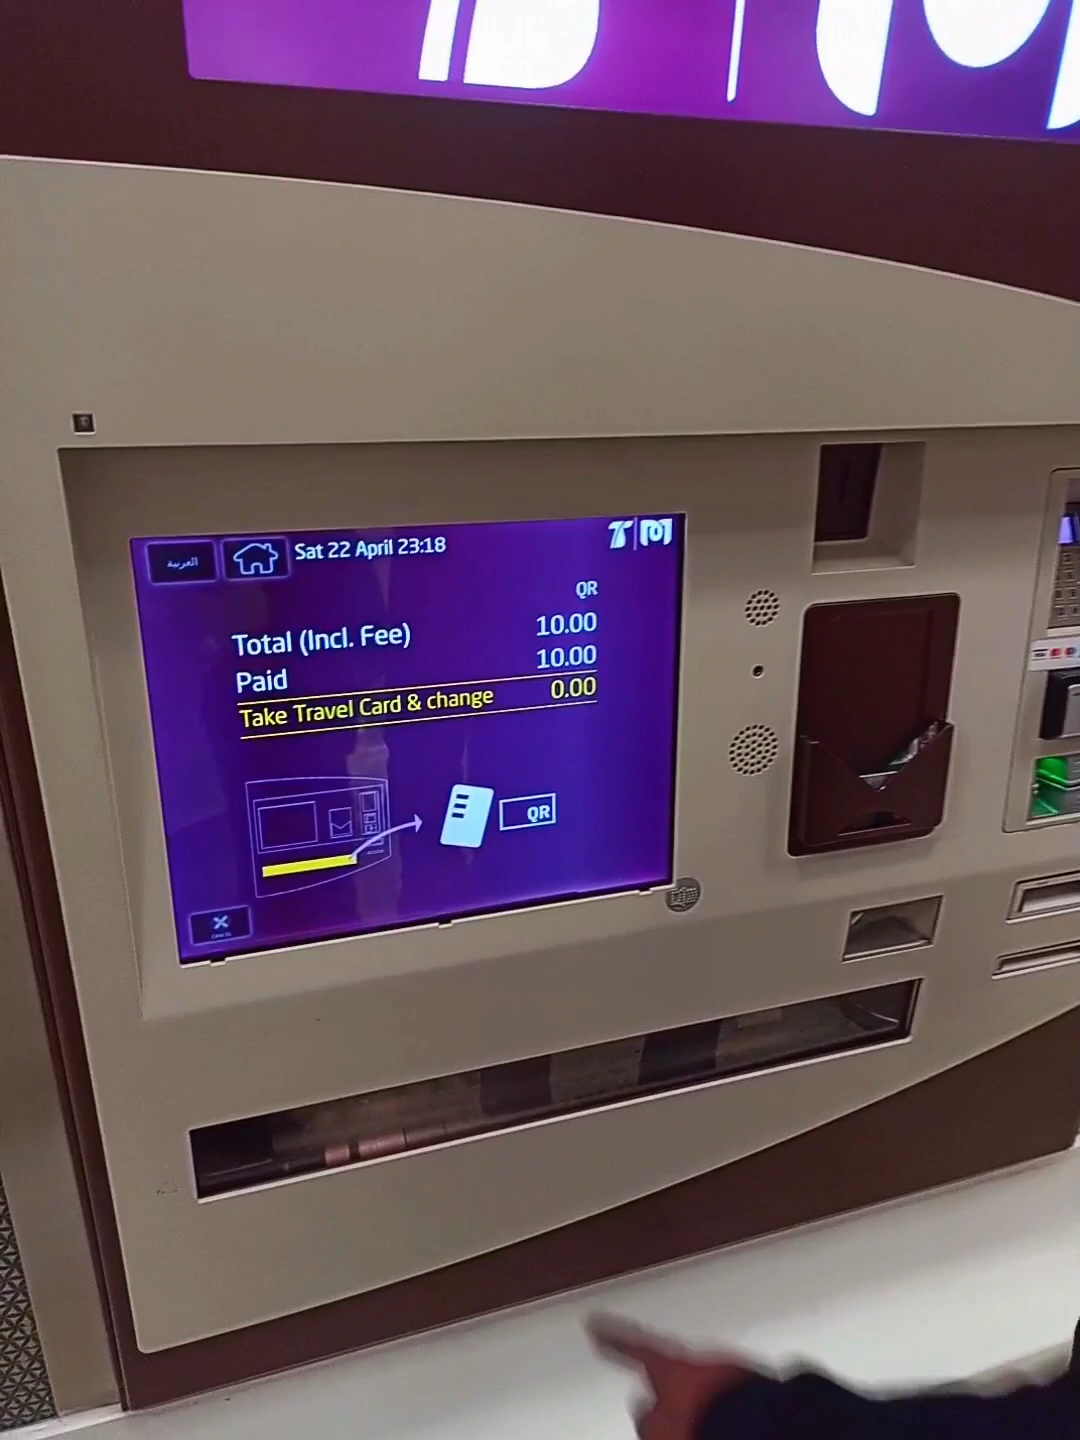 العربية
Sat 22 April 23:18
QR
Total (Incl. Fee) 10.00
Paid 10.00
Take Travel Card & change 0.00
QR
CANCEL